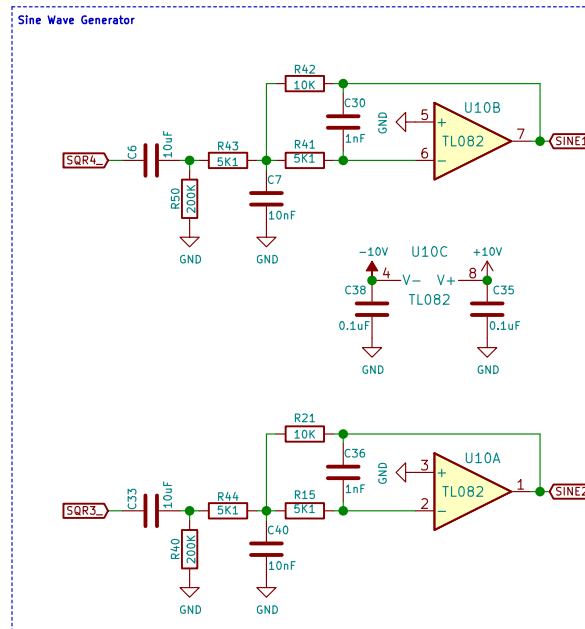 Sine Wave Generator
R42
10K
C30
1nF
GND
5
+
U10B
TL082
7
SINE1
6
−
SQR4_
C6
10uF
R43
5K1
R41
5K1
C7
10nF
R50
200K
GND
GND
-10V
U10C
+10V
4
V−
V+
8
TL082
C38
0.1uF
C35
0.1uF
GND
GND
R21
10K
C36
1nF
GND
3
+
U10A
TL082
1
SINE2
2
−
SQR3_
C33
10uF
R44
5K1
R15
5K1
C40
10nF
R40
200K
GND
GND